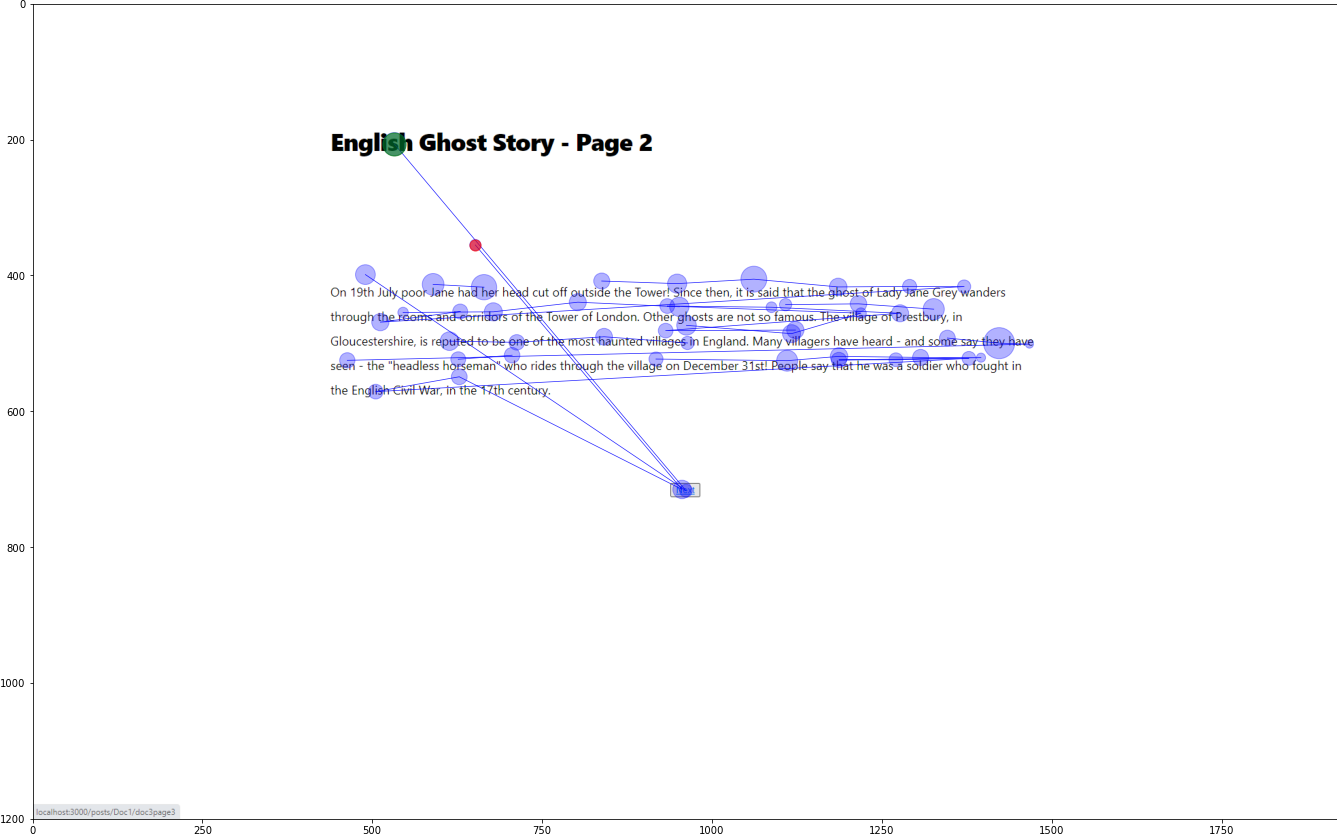 0
200
English Ghost Story - Page 2
400
On 19th July poor Jane had her head cut off outside the Tower! Since then, it is said that the ghost of Lady Jane Grey wanders
through the rooms and corridors of the Tower of London. Other ghosts are not so famous. The village of Prestbury, in
Gloucestershire, is reputed to be one of the most haunted villages in England. Many villagers have heard - and some say they have
seen - the "headless horseman" who rides through the village on December 31st! People say that he was a soldier who fought in
the English Civil War, in the 17th century.
600
800
1000
localhost:3000/posts/Doc1/doc3page3
1200
0 250 500 750 1000 1250 1500 1750